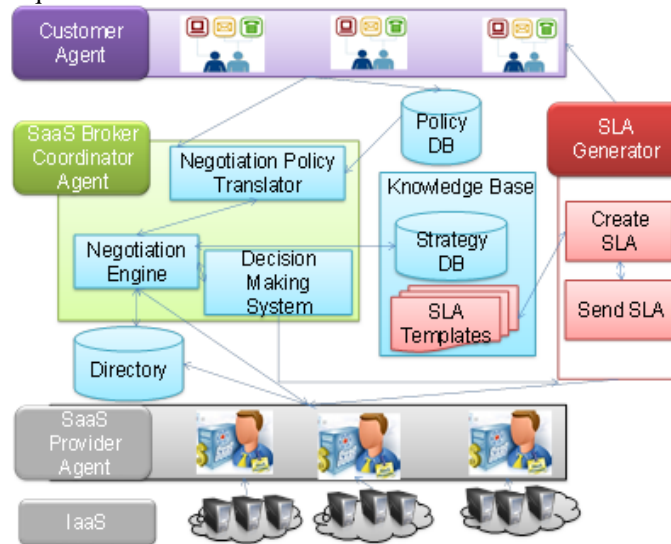 Customer
Agent
SaaS Broker
Coordinator
Agent
Negotiation Policy
Translator
Policy
DB
SLA
Generator
Knowledge Base
Create
SLA
Strategy
DB
Negotiation
Engine
Decision
Making
System
SLA
Templates
Send SLA
Directory
SaaS
Provider
Agent
IaaS